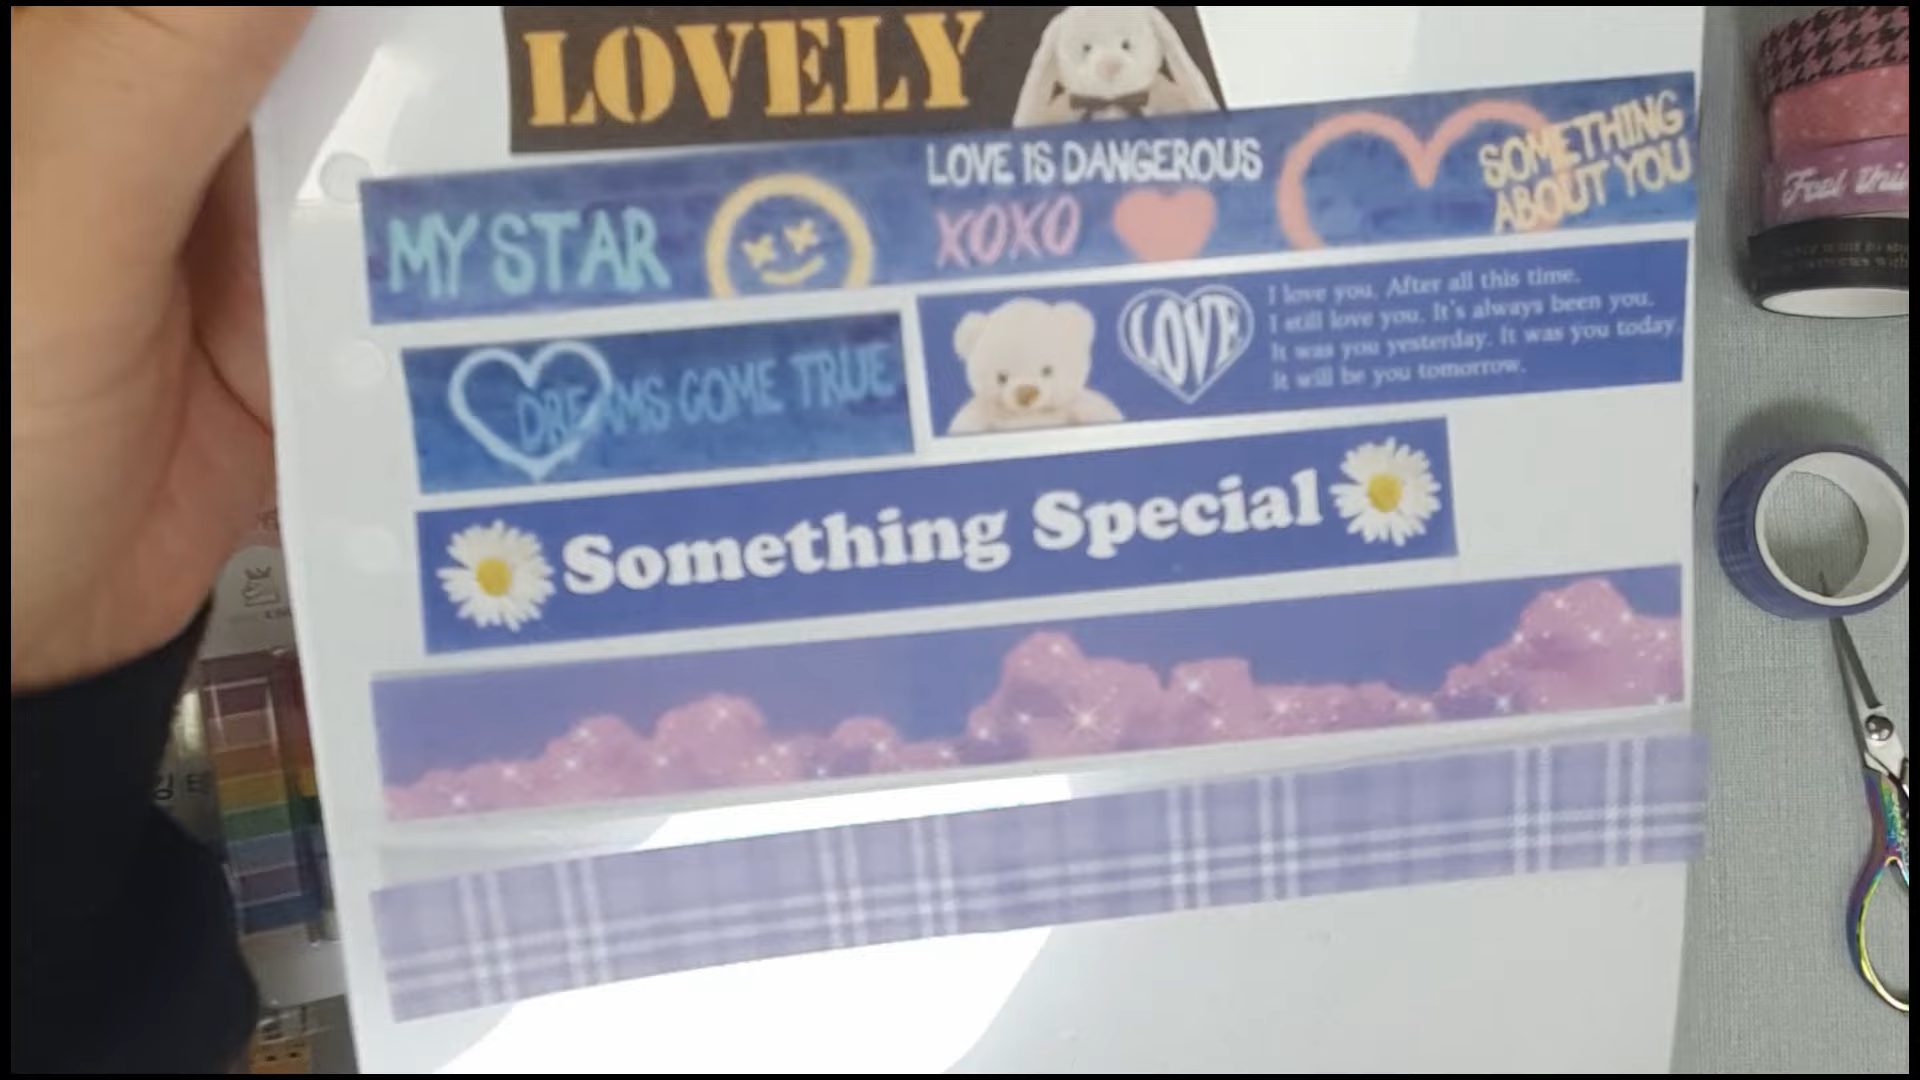 LOVELY
MY STAR
LOVE IS DANGEROUS
XOXO
SOMETHING
ABOUT YOU
DREAMS COME TRUE
LOVE
I love you. After all this time.
I still love you. It's always been you.
It was you yesterday. It was you today.
It will be you tomorrow.
Something Special
Feel